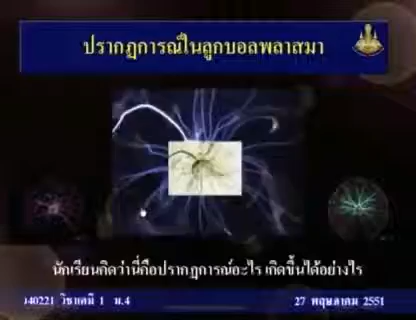 ปรากฏการณ์ในลูกบอลพลาสมา
นักเรียนคิดว่านี่คือปรากฏการณ์อะไร เกิดขึ้นได้อย่างไร
ว40221 วิชาเคมี 1 ม.4
27 พฤษภาคม 2551